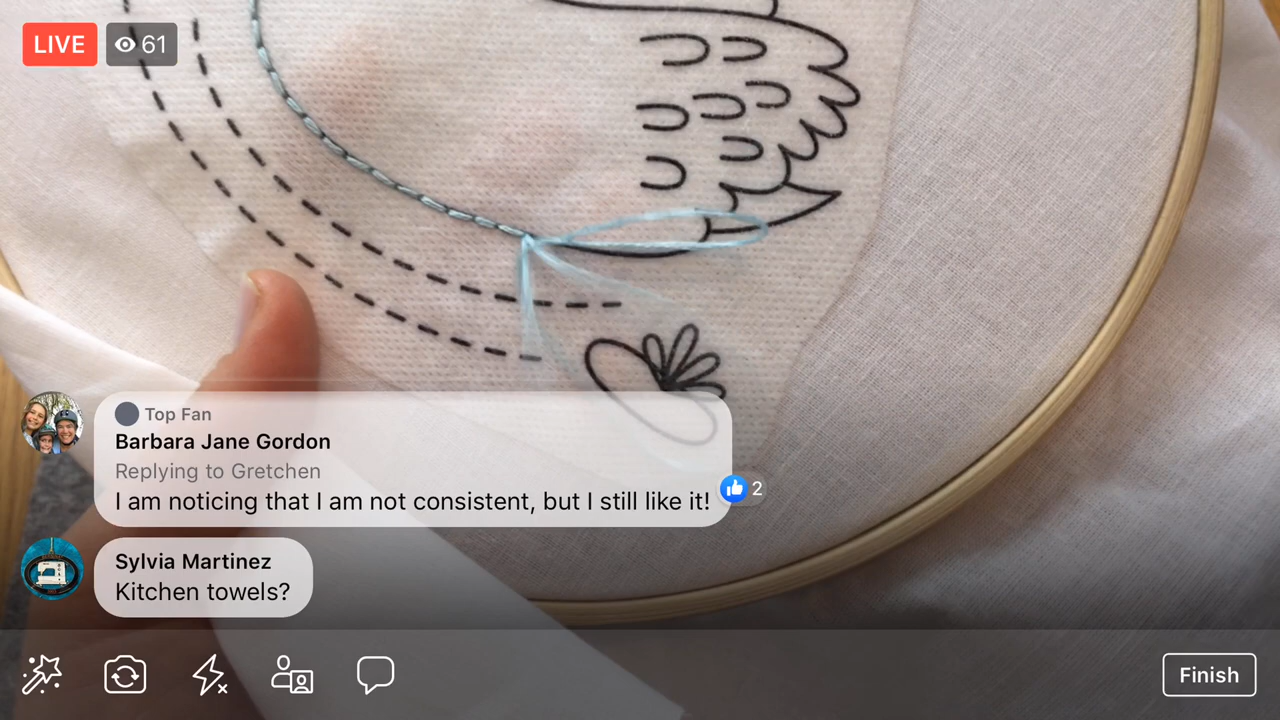 LIVE
61
Top Fan
Barbara Jane Gordon
Replying to Gretchen
I am noticing that I am not consistent, but I still like it!
2
Sylvia Martinez
Kitchen towels?
Finish